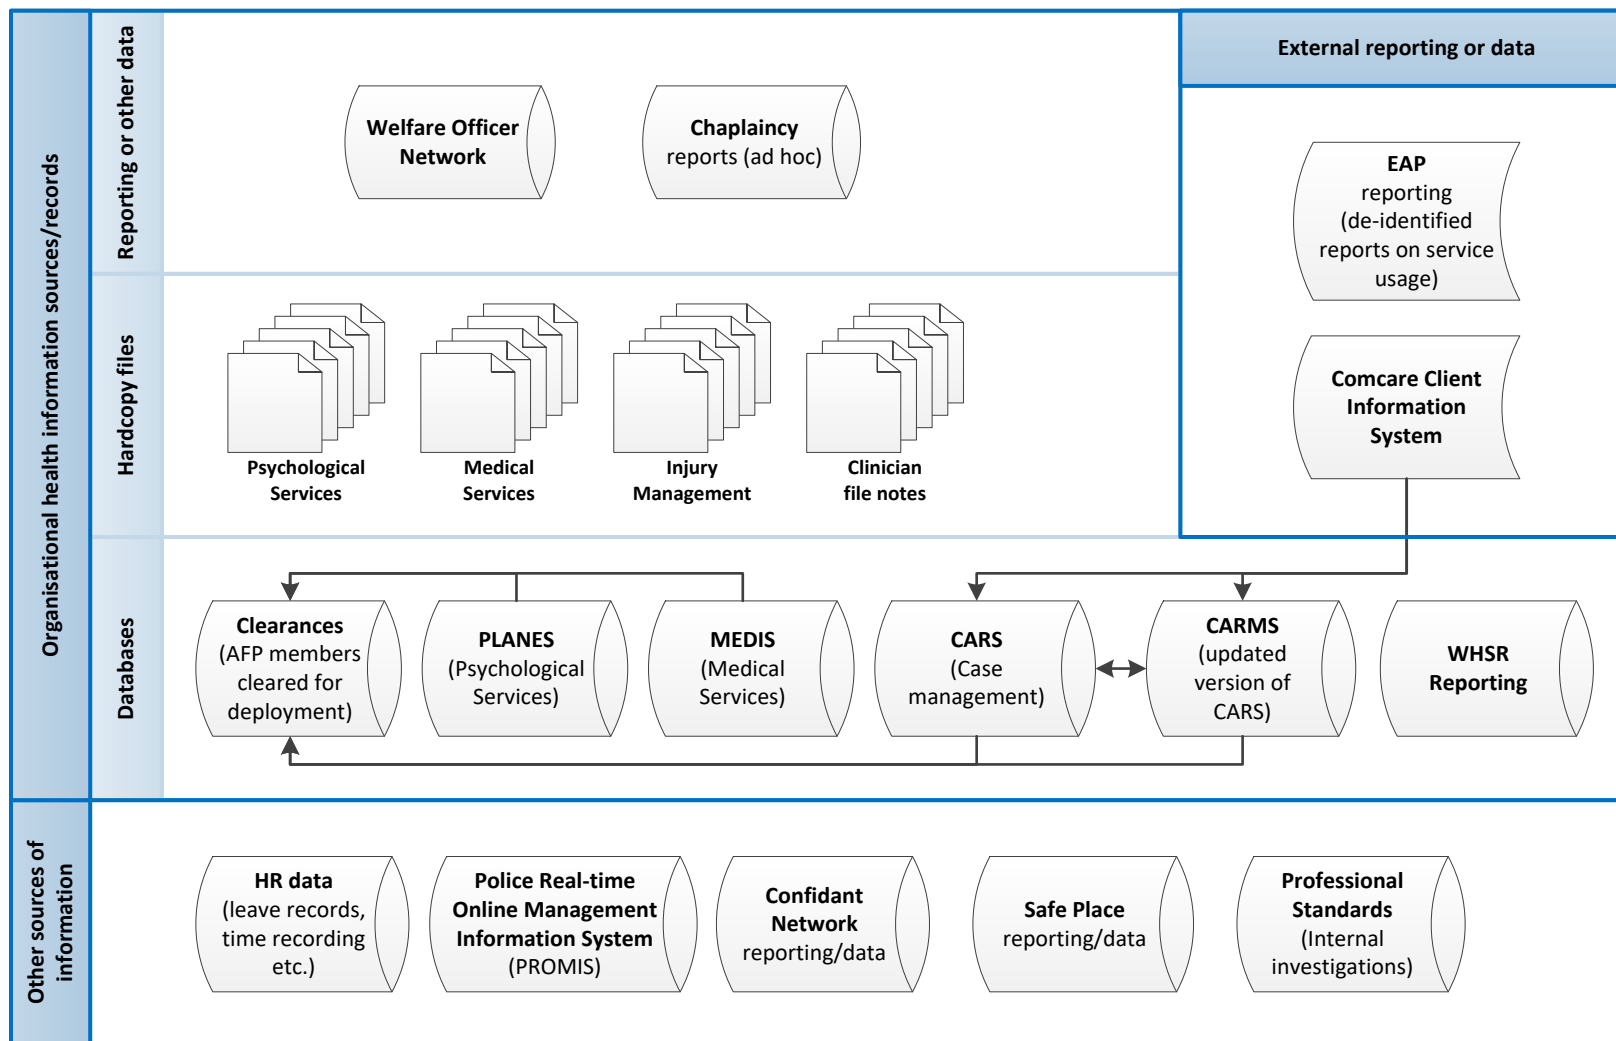 External reporting or data
Organisational health information sources/records
Reporting or other data
Welfare Officer
Network
Chaplaincy
reports (ad hoc)
EAP
reporting
(de-identified
reports on service
usage)
Hardcopy files
Psychological
Services
Medical
Services
Injury
Management
Clinician
file notes
Comcare Client
Information
System
Databases
Clearances
(AFP members
cleared for
deployment)
PLANES
(Psychological
Services)
MEDIS
(Medical
Services)
CARS
(Case
management)
CARMS
(updated
version of
CARS)
WHSR
Reporting
Other sources of
information
HR data
(leave records,
time recording
etc.)
Police Real-time
Online Management
Information System
(PROMIS)
Confidant
Network
reporting/data
Safe Place
reporting/data
Professional
Standards
(Internal
investigations)